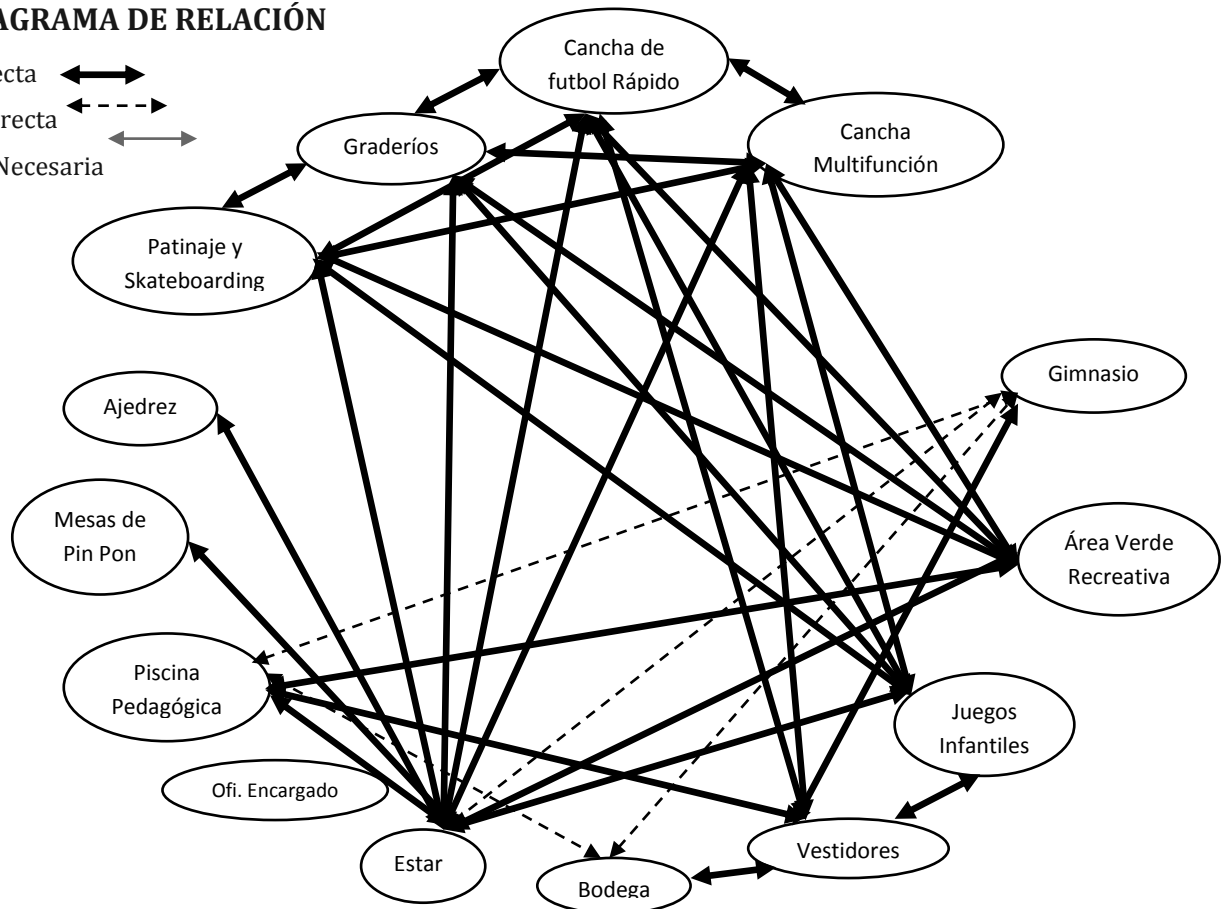 AGRAMA DE RELACIÓN
ecta
recta
Necesaria
Cancha de
futbol Rápido
Cancha
Multifunción
Graderíos
Patinaje y
Skateboarding
Gimnasio
Ajedrez
Mesas de
Pin Pon
Área Verde
Recreativa
Piscina
Pedagógica
Juegos
Infantiles
Ofi. Encargado
Vestidores
Estar
Bodega